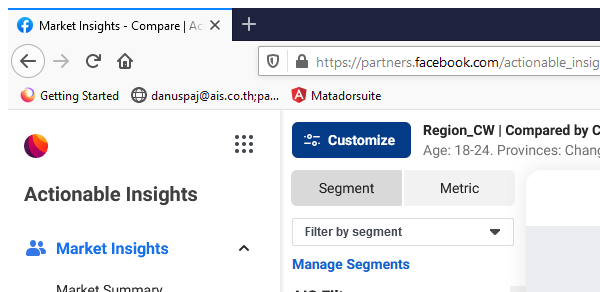 Market Insights - Compare | Ac
https://partners.facebook.com/actionable_insig
Getting Started
danuspaj@ais.co.th;pa...
Matadorsuite
Customize
Region_CW | Compared by C
Age: 18-24. Provinces: Chang
Actionable Insights
Segment
Metric
Market Insights
Filter by segment
Manage Segments
Market Summary